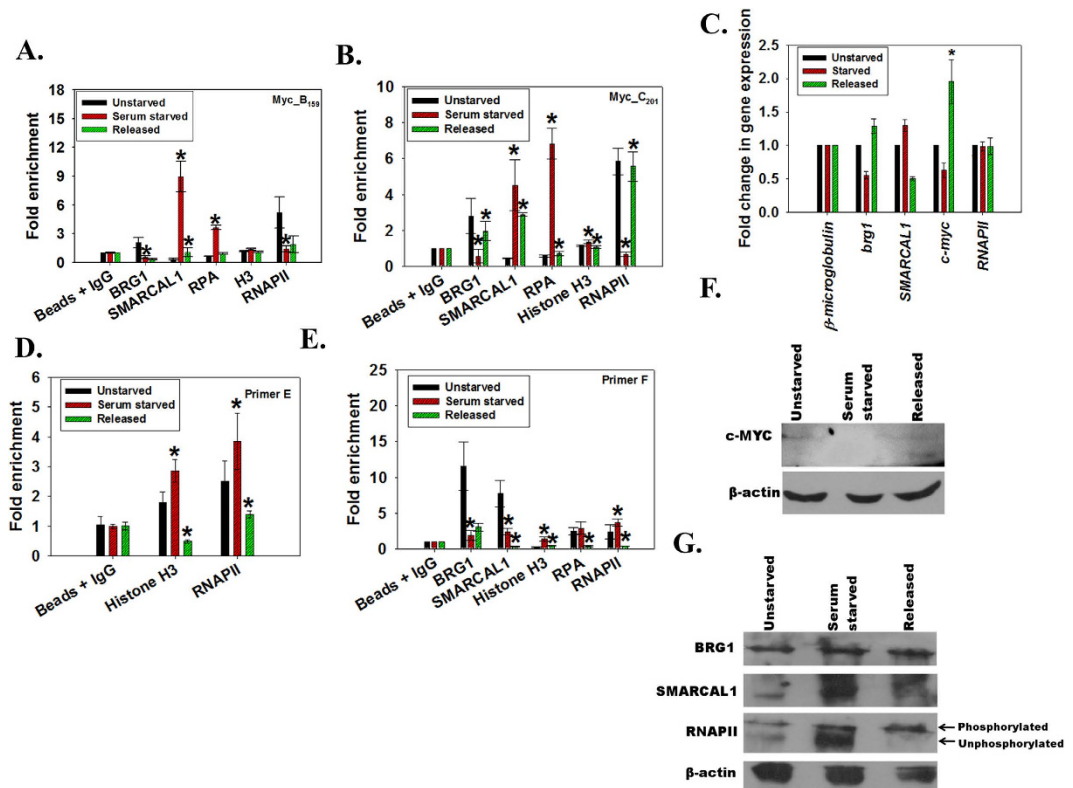 A.
Fold enrichment
18
15
12
9
6
3
0
Unstarved
Serum starved
Released
Myc_B159
*
*
*
*
*
Beads + IgG
BRG1
SMARCAL1
RPA
H3
RNAPII
B.
Fold enrichment
10
8
6
4
2
0
Unstarved
Serum starved
Released
Myc_C201
*
*
*
*
*
*
*
*
*
*
Beads + IgG
BRG1
SMARCAL1
RPA
Histone H3
RNAPII
C.
Fold change in gene expression
2.5
2.0
1.5
1.0
0.5
0.0
Unstarved
Starved
Released
*
β-microglobulin
brg1
SMARCAL1
c-myc
RNAPII
D.
Fold enrichment
6
5
4
3
2
1
0
Unstarved
Serum starved
Released
Primer E
*
*
*
*
Beads + IgG
Histone H3
RNAPII
E.
Fold enrichment
25
20
15
10
5
0
Unstarved
Serum starved
Released
Primer F
*
*
*
*
*
*
*
*
Beads + IgG
BRG1
SMARCAL1
Histone H3
RPA
RNAPII
F.
Unstarved
Serum
starved
Released
c-MYC
β-actin
G.
Unstarved
Serum
starved
Released
BRG1
SMARCAL1
RNAPII
Phosphorylated
Unphosphorylated
β-actin